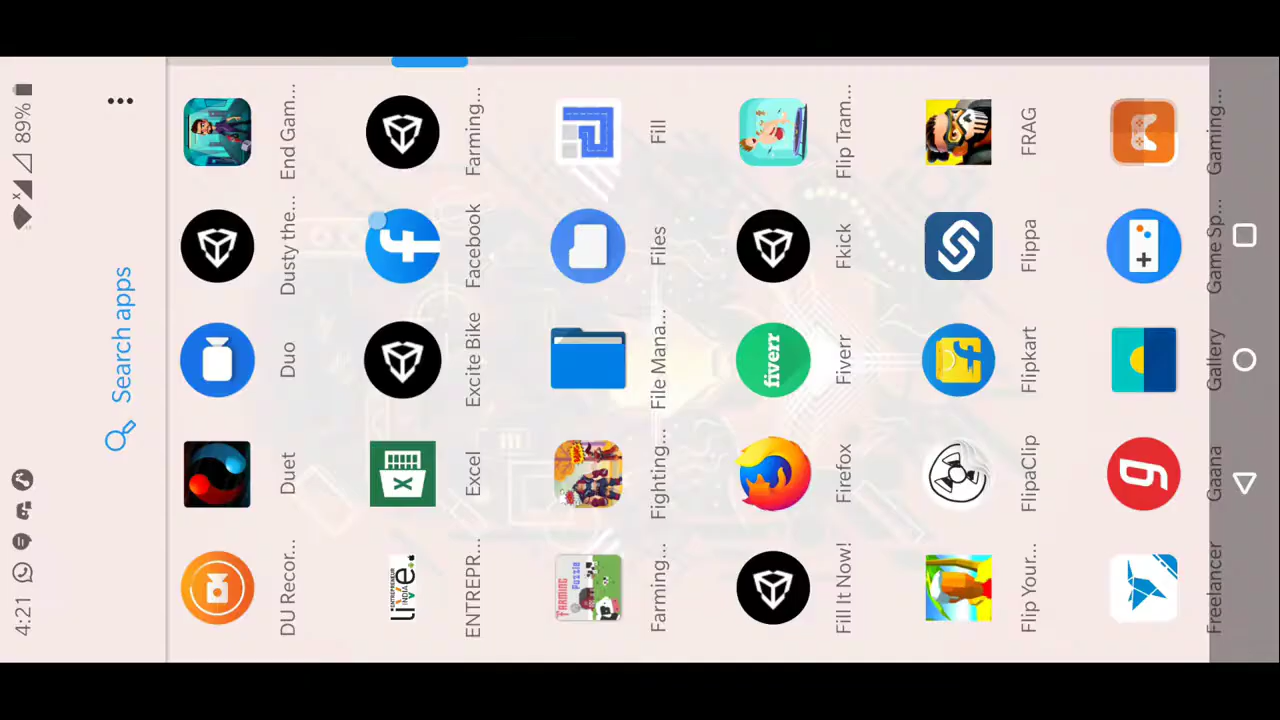 4:21
89%
Search apps
DU Recor...
Duet
Duo
Dusty the...
End Gam...
ENTREPR...
Excel
Excite Bike
Facebook
Farming...
Farming...
Fighting...
File Mana...
Files
Fill
Fill It Now!
Firefox
Fiverr
Fkick
Flip Tram...
Flip Your...
FlipaClip
Flipkart
Flippa
FRAG
Freelancer
Gaana
Gallery
Game Sp...
Gaming...
fiverr